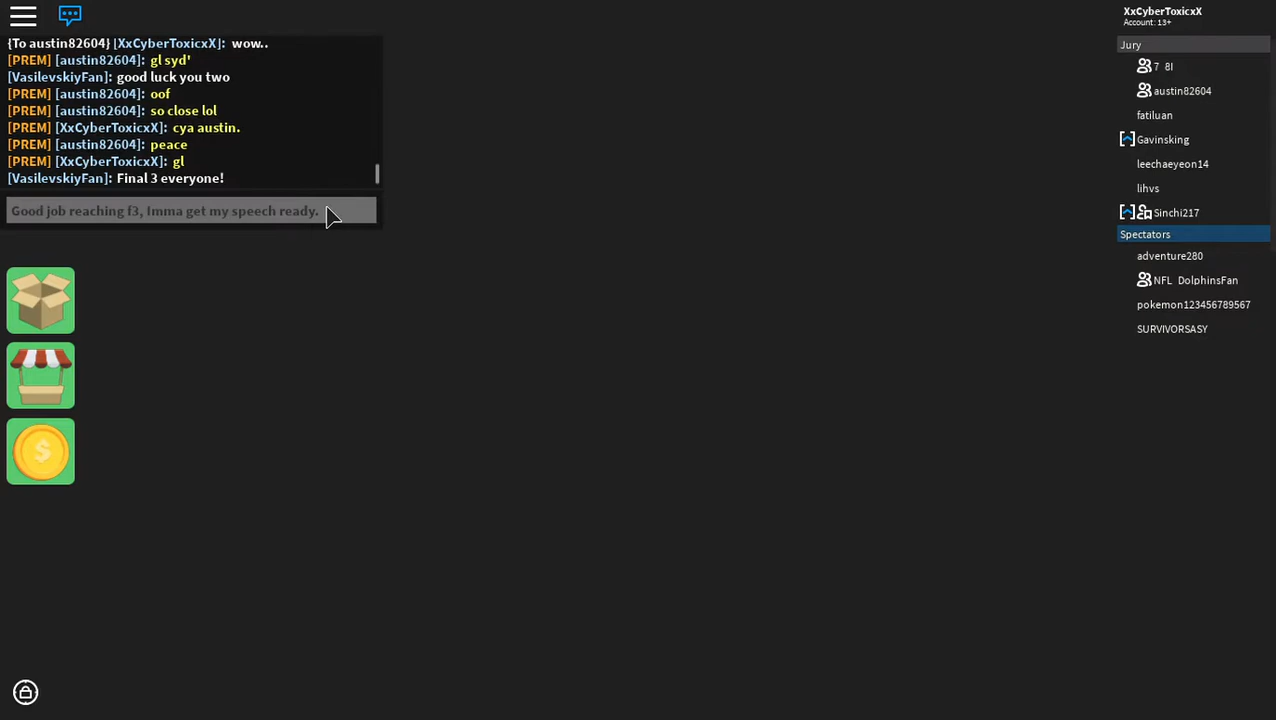 XxCyberToxicxX
Account: 13+
{To austin82604} [XxCyberToxicxX]: wow..
[PREM] [austin82604]: gl syd'
[VasilevskiyFan]: good luck you two
[PREM] [austin82604]: oof
[PREM] [austin82604]: so close lol
[PREM] [XxCyberToxicxX]: cya austin.
[PREM] [austin82604]: peace
[PREM] [XxCyberToxicxX]: gl
[VasilevskiyFan]: Final 3 everyone!
Good job reaching f3, Imma get my speech ready.
Jury
7_8l
austin82604
fatiluan
Gavinsking
leechaeyeon14
lihvs
Sinchi217
Spectators
adventure280
NFL_DolphinsFan
pokemon123456789567
SURVIVORSASY
$